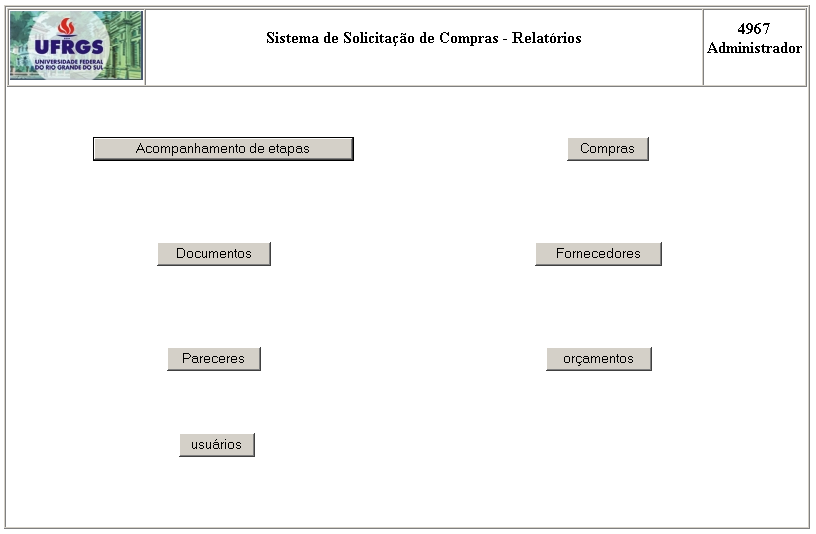 UFRGS
UNIVERSIDADE FEDERAL
DO RIO GRANDE DO SUL
Sistema de Solicitação de Compras - Relatórios
4967
Administrador
Acompanhamento de etapas
Compras
Documentos
Fornecedores
Pareceres
orçamentos
usuários